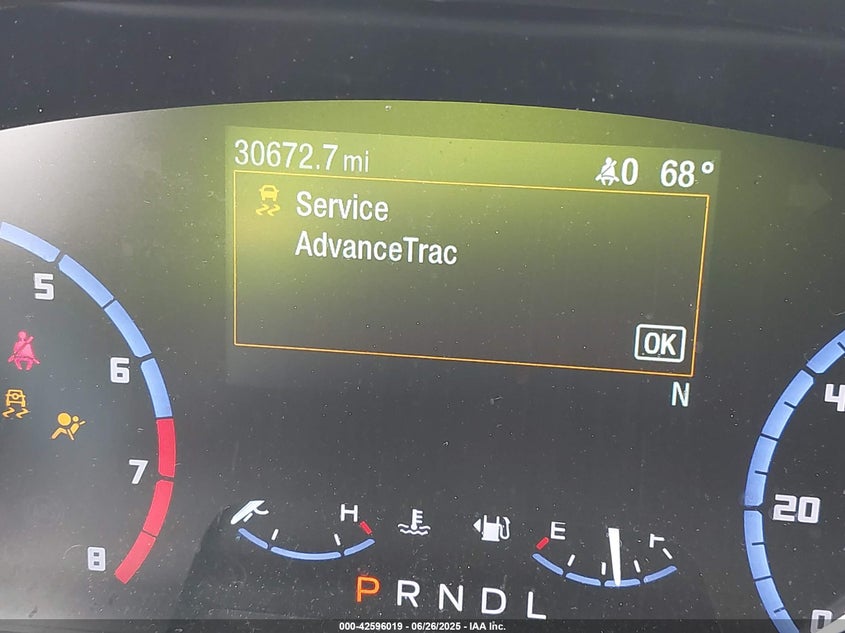 30672.7 mi
0 68°
Service
AdvanceTrac
OK
N
5
6
7
8
4
20
0
H
E
F
P R N D L
000-42596019 - 06/26/2025 - IAA Inc.